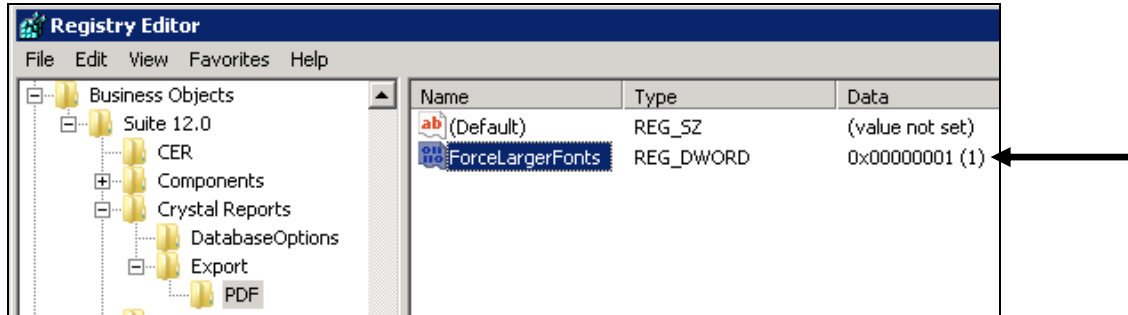 Registry Editor
File Edit View Favorites Help
Business Objects
Suite 12.0
CER
Components
Crystal Reports
DatabaseOptions
Export
PDF
Name Type Data
ab (Default) REG_SZ (value not set)
ForceLargerFonts REG_DWORD 0x00000001 (1)